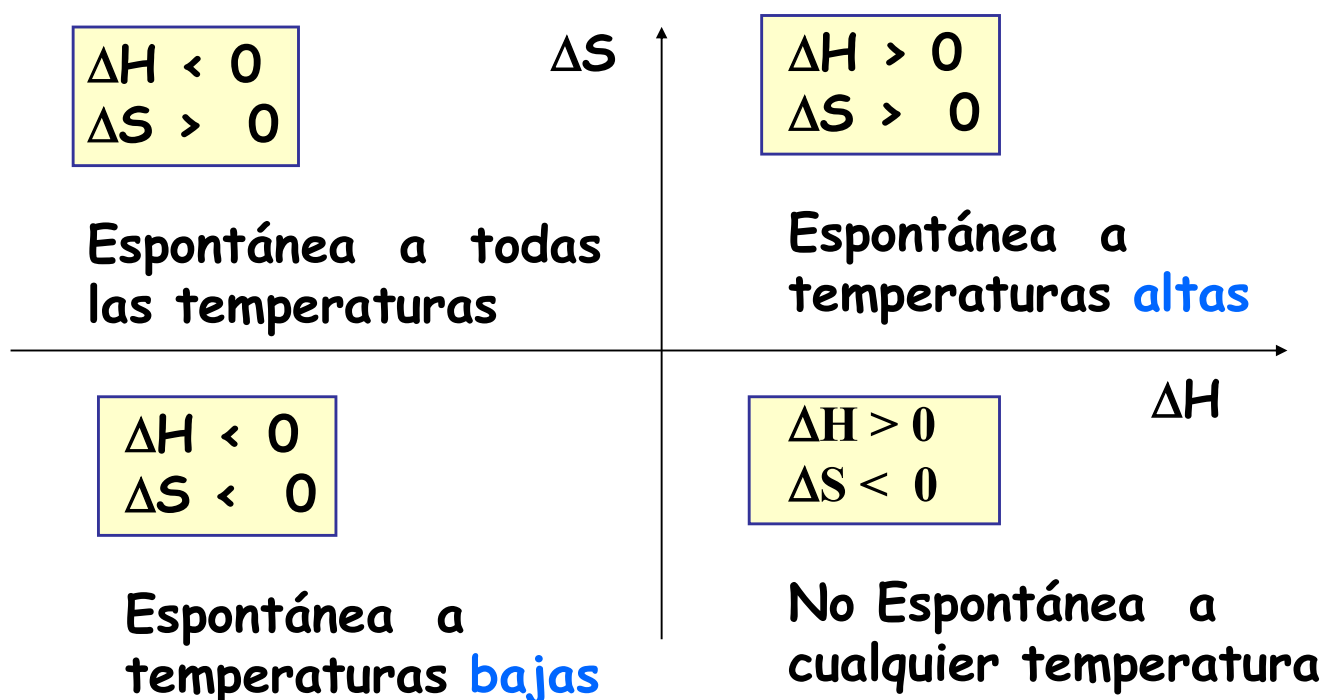 ΔH < 0
ΔS > 0
ΔS
ΔH > 0
ΔS > 0
Espontánea a todas
las temperaturas
Espontánea a
temperaturas altas
ΔH
ΔH < 0
ΔS < 0
ΔH > 0
ΔS < 0
Espontánea a
temperaturas bajas
No Espontánea a
cualquier temperatura